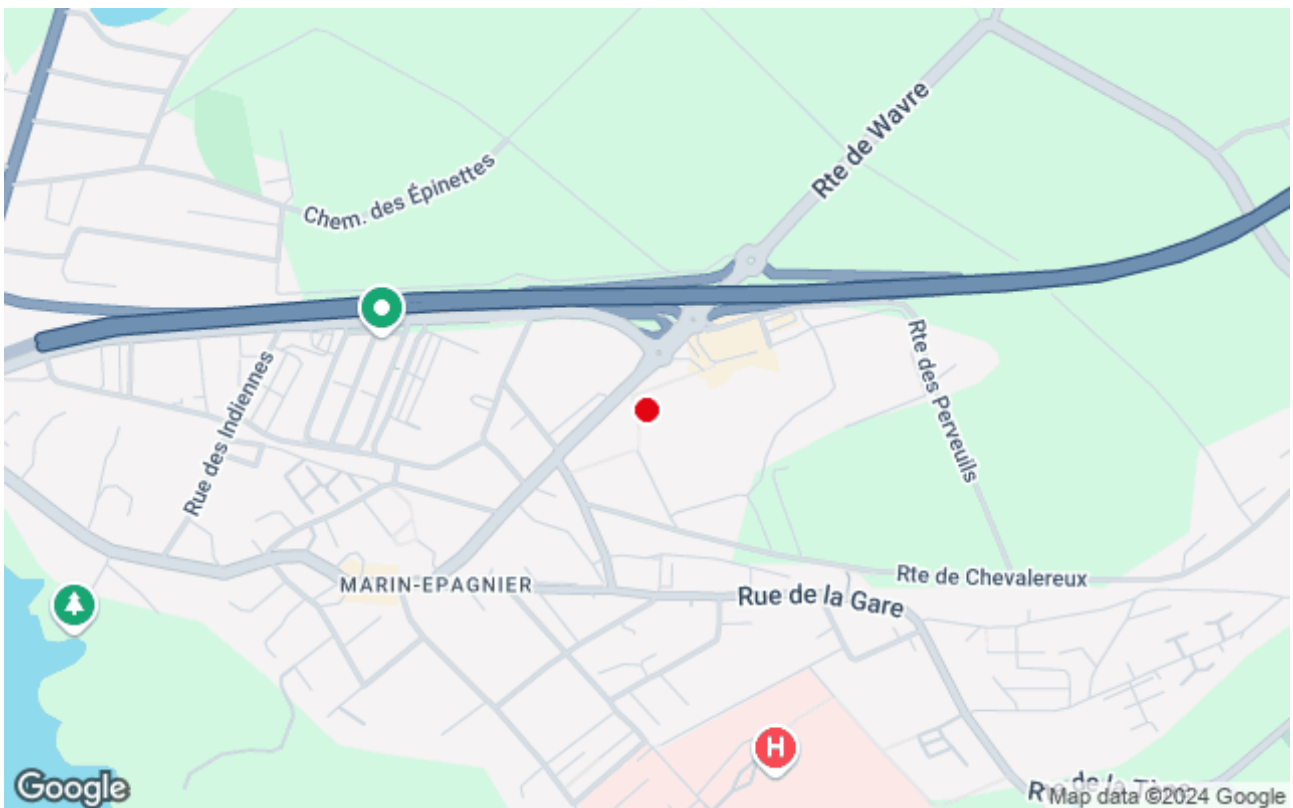 Rte de Wavre
Chem. des Épinettes
Rte des Perveuils
Rue des Indiennes
MARIN-EPAGNIER
Rte de Chevalereux
Rue de la Gare
H
Google
Map data ©2024 Google